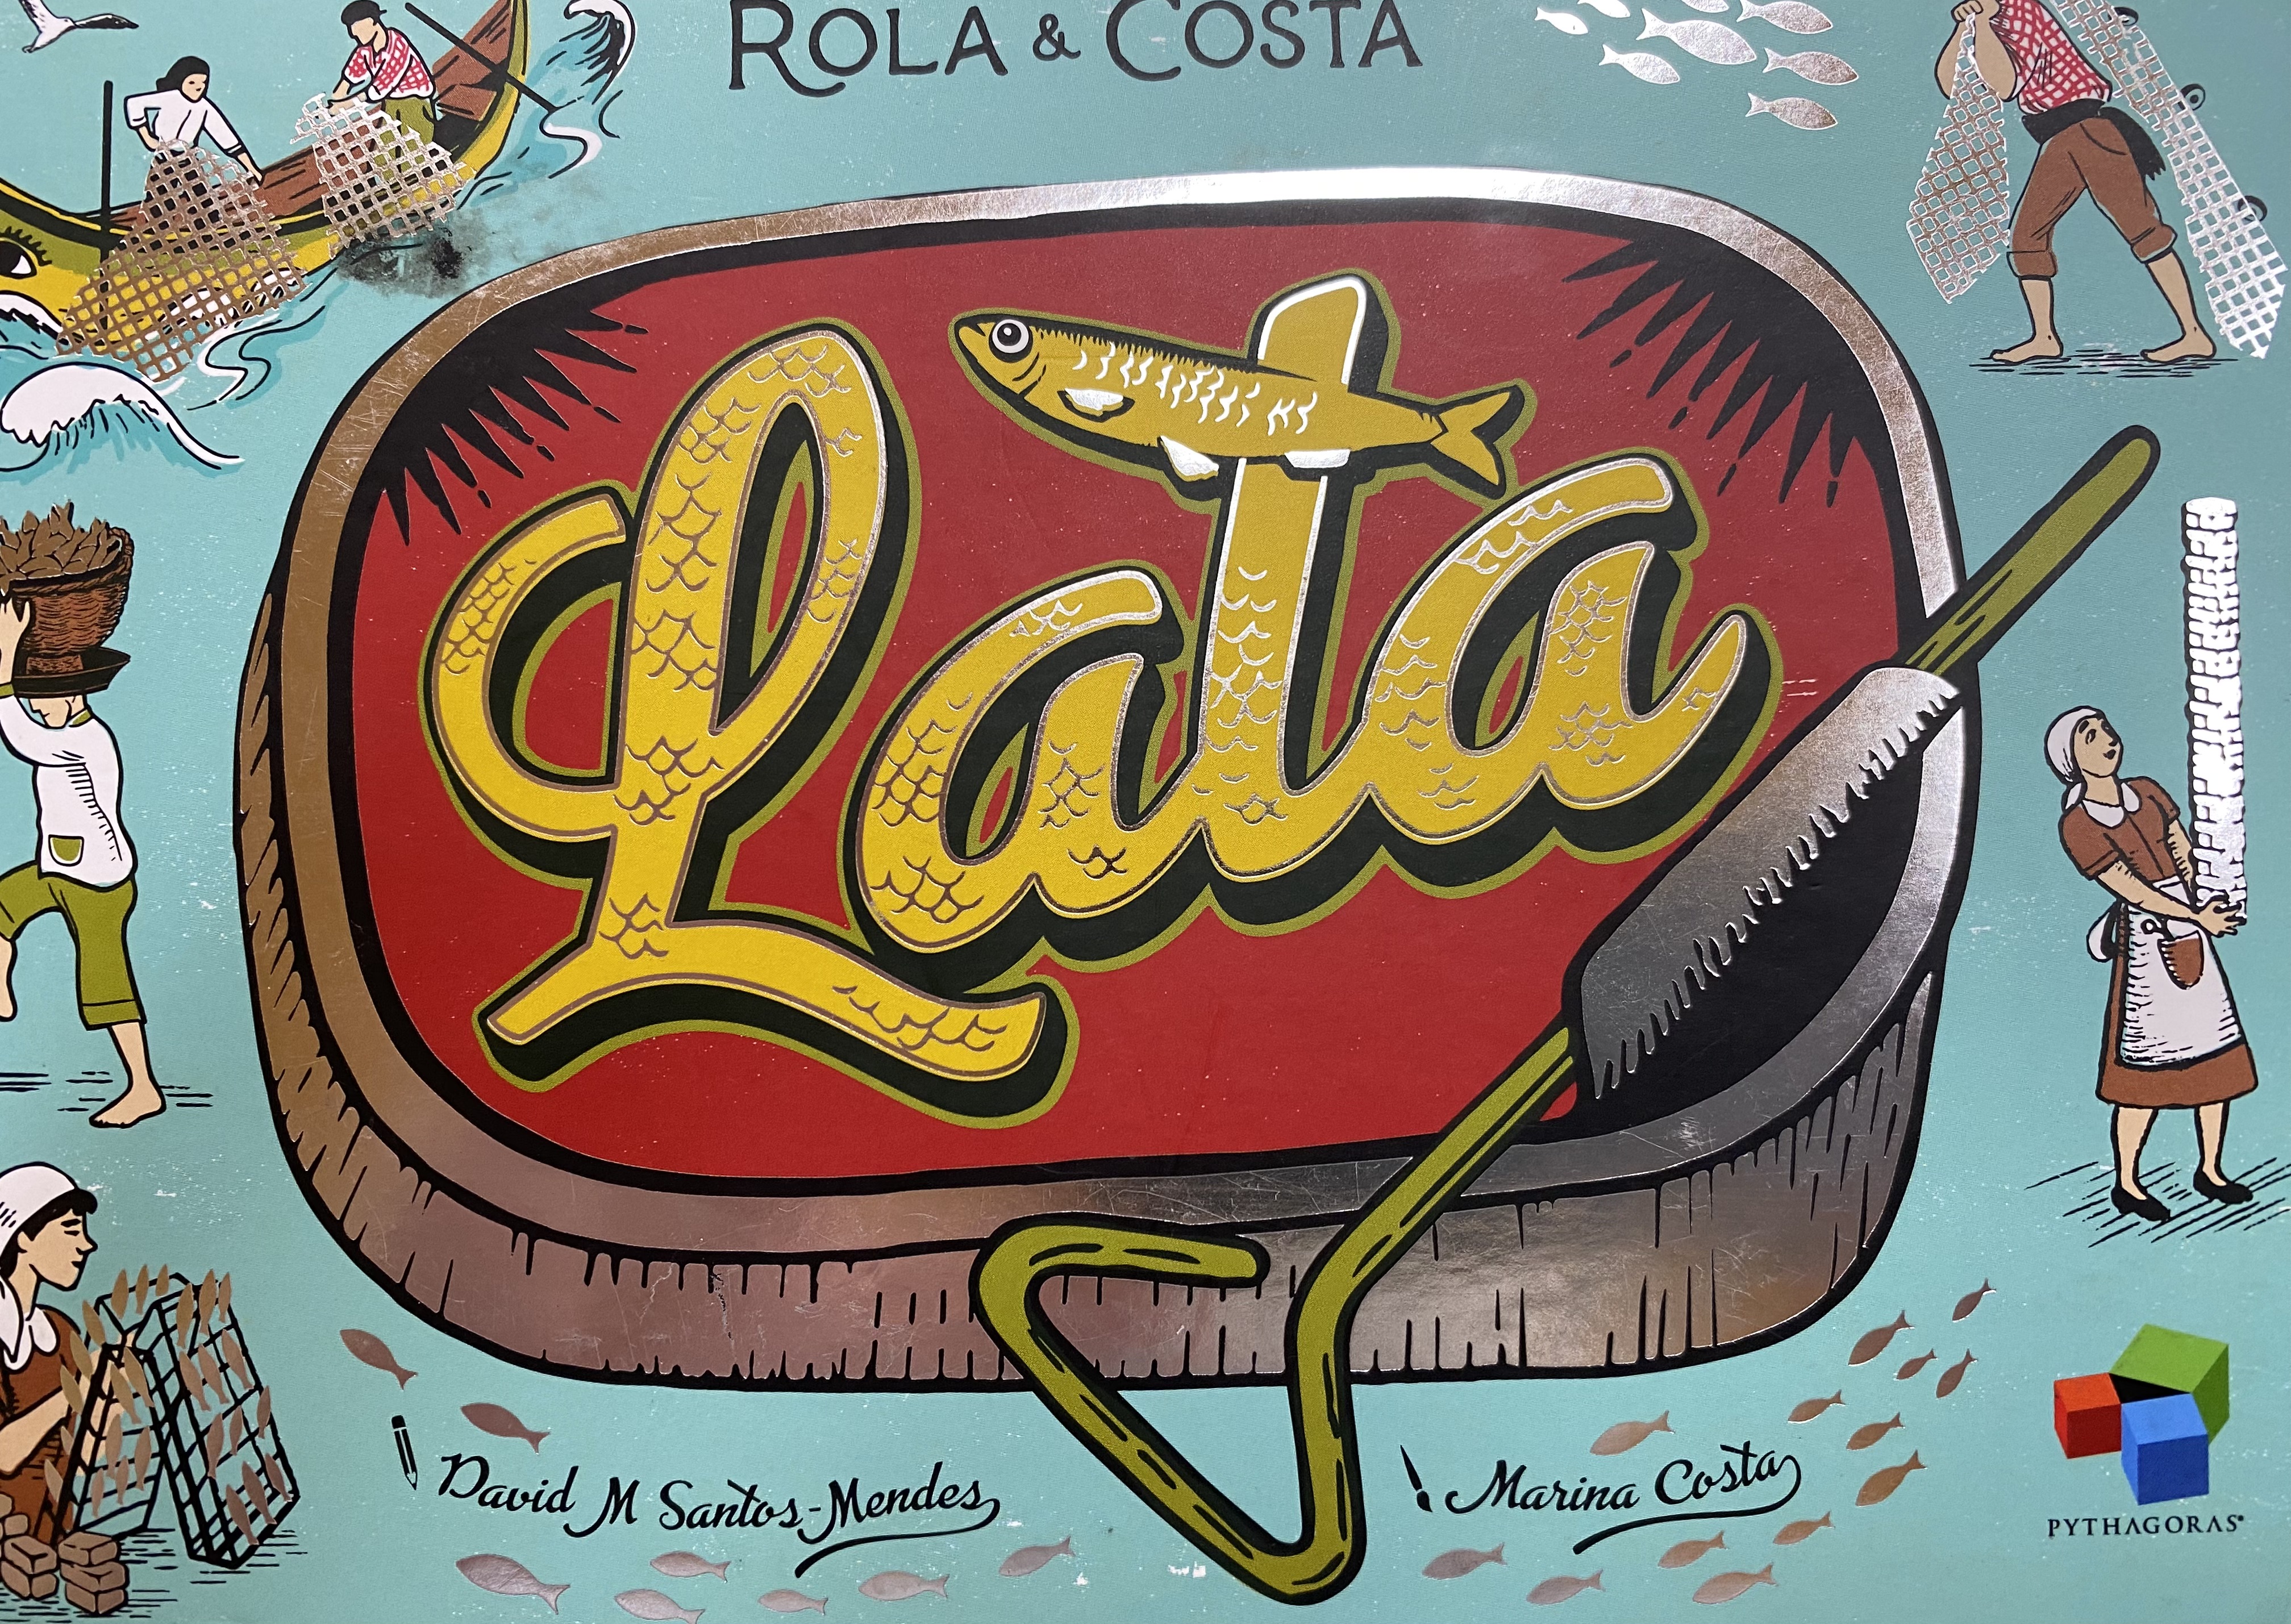 ROLA & COSTA
Lata
David M Santos-Mendes
Marina Costa
PYTHAGORAS®